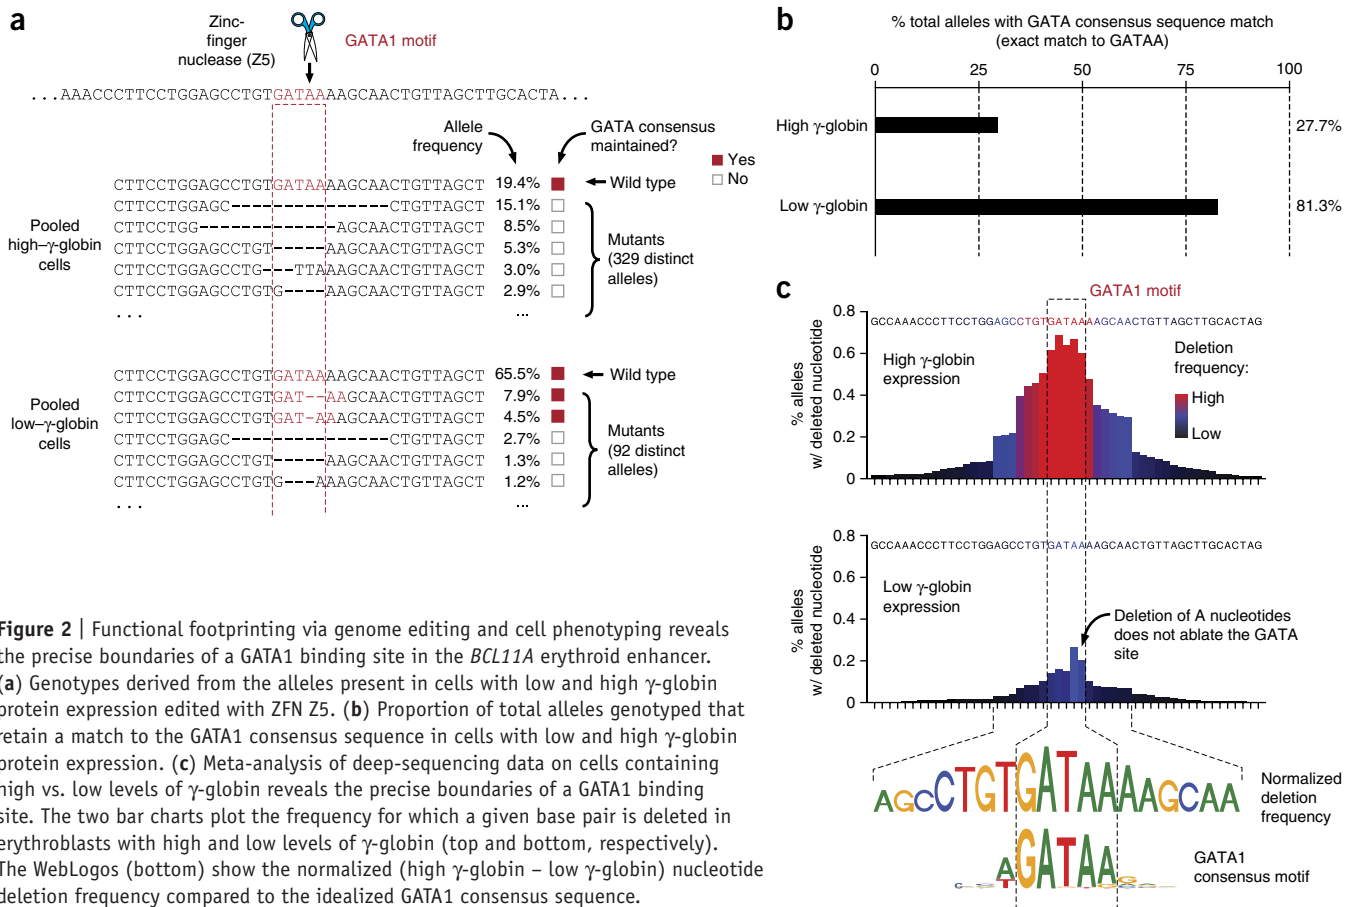 a
Zinc-
finger
nuclease (Z5)
GATA1 motif
...AAACCCTTCCTGGAGCCTGTGATAAAAGCAACTGTTAGCTTGCACTA...
Allele
frequency
GATA consensus
maintained?
Yes
No
Pooled
high–γ-globin
cells
CTTCCTGGAGCCTGTGATAAAAGCAACTGTTAGCT 19.4% Wild type
CTTCCTGGAGC---------------CTGTTAGCT 15.1%
CTTCCTGG-------------AGCAACTGTTAGCT 8.5%
CTTCCTGGAGCCTGT-----AAGCAACTGTTAGCT 5.3%
CTTCCTGGAGCCTG---TTAAAGCAACTGTTAGCT 3.0%
CTTCCTGGAGCCTGTG----AAGCAACTGTTAGCT 2.9%
... ...
Mutants
(329 distinct
alleles)
Pooled
low–γ-globin
cells
CTTCCTGGAGCCTGTGATAAAAGCAACTGTTAGCT 65.5% Wild type
CTTCCTGGAGCCTGTGAT--AAGCAACTGTTAGCT 7.9%
CTTCCTGGAGCCTGTGAT-AAAGCAACTGTTAGCT 4.5%
CTTCCTGGAGC---------------CTGTTAGCT 2.7%
CTTCCTGGAGCCTGT-----AAGCAACTGTTAGCT 1.3%
CTTCCTGGAGCCTGTG---AAAGCAACTGTTAGCT 1.2%
... ...
Mutants
(92 distinct
alleles)
b
% total alleles with GATA consensus sequence match
(exact match to GATAA)
0 25 50 75 100
High γ-globin 27.7%
Low γ-globin 81.3%
c
GATA1 motif
0.8
0.6
0.4
0.2
0
% alleles
w/ deleted nucleotide
GCCAAACCCTTCCTGGAGCCTGTGATAAAAGCAACTGTTAGCTTGCACTAG
High γ-globin
expression
Deletion
frequency:
High
Low
0.8
0.6
0.4
0.2
0
% alleles
w/ deleted nucleotide
GCCAAACCCTTCCTGGAGCCTGTGATAAAAGCAACTGTTAGCTTGCACTAG
Low γ-globin
expression
Deletion of A nucleotides
does not ablate the GATA
site
AGCCTGTGATAAAAGCAA
Normalized
deletion
frequency
AGATAA
GATA1
consensus motif
Figure 2 | Functional footprinting via genome editing and cell phenotyping reveals
the precise boundaries of a GATA1 binding site in the BCL11A erythroid enhancer.
(a) Genotypes derived from the alleles present in cells with low and high γ-globin
protein expression edited with ZFN Z5. (b) Proportion of total alleles genotyped that
retain a match to the GATA1 consensus sequence in cells with low and high γ-globin
protein expression. (c) Meta-analysis of deep-sequencing data on cells containing
high vs. low levels of γ-globin reveals the precise boundaries of a GATA1 binding
site. The two bar charts plot the frequency for which a given base pair is deleted in
erythroblasts with high and low levels of γ-globin (top and bottom, respectively).
The WebLogos (bottom) show the normalized (high γ-globin – low γ-globin) nucleotide
deletion frequency compared to the idealized GATA1 consensus sequence.